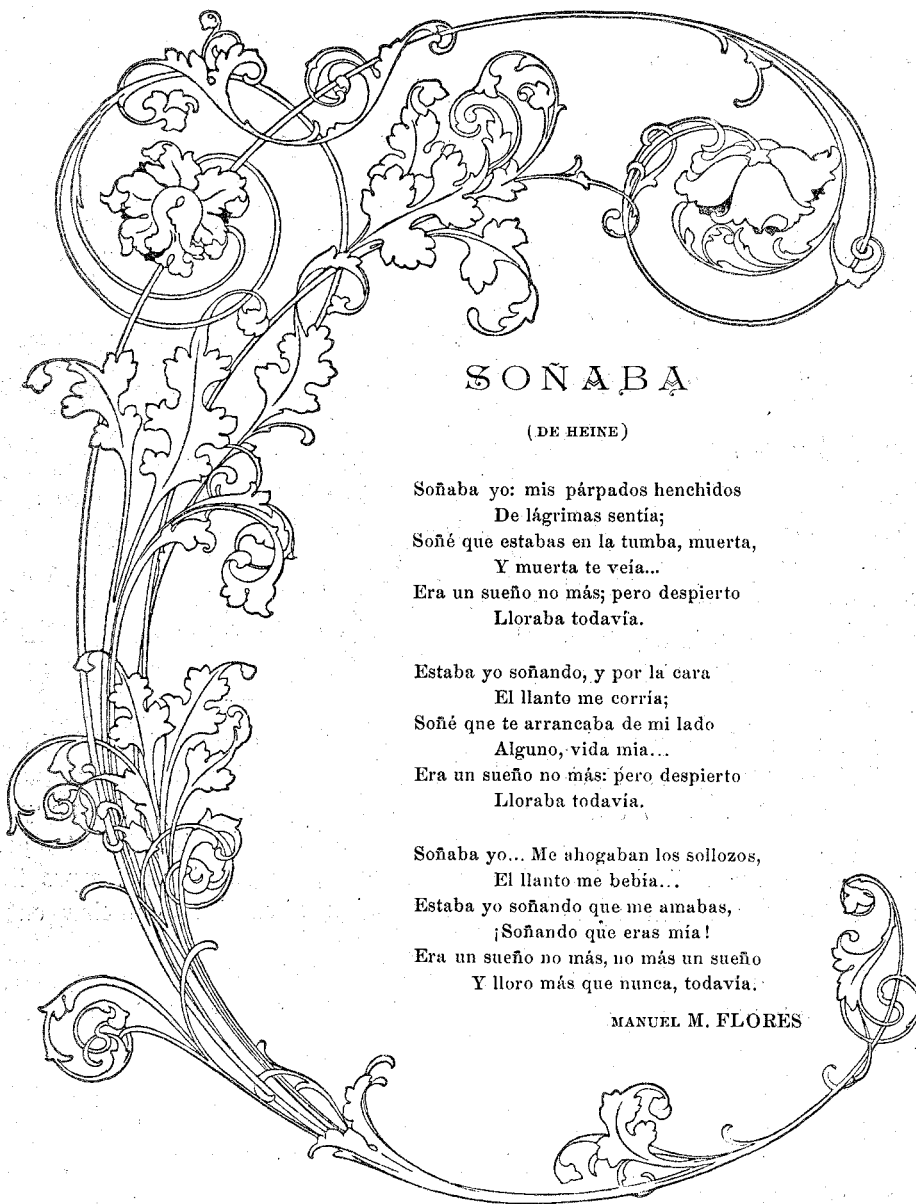 SOÑABA
(DE HEINE)
Soñaba yo: mis párpados henchidos
De lágrimas sentía;
Soñé que estabas en la tumba, muerta,
Y muerta te veía...
Era un sueño no más; pero despierto
Lloraba todavía.
Estaba yo soñando, y por la cara
El llanto me corría;
Soñé que te arrancaba de mi lado
Alguno, vida mia...
Era un sueño no más: pero despierto
Lloraba todavía.
Soñaba yo... Me ahogaban los sollozos,
El llanto me bebía...
Estaba yo soñando que me amabas,
¡Soñando que eras mía!
Era un sueño no más, no más un sueño
Y lloro más que nunca, todavía.
MANUEL M. FLORES